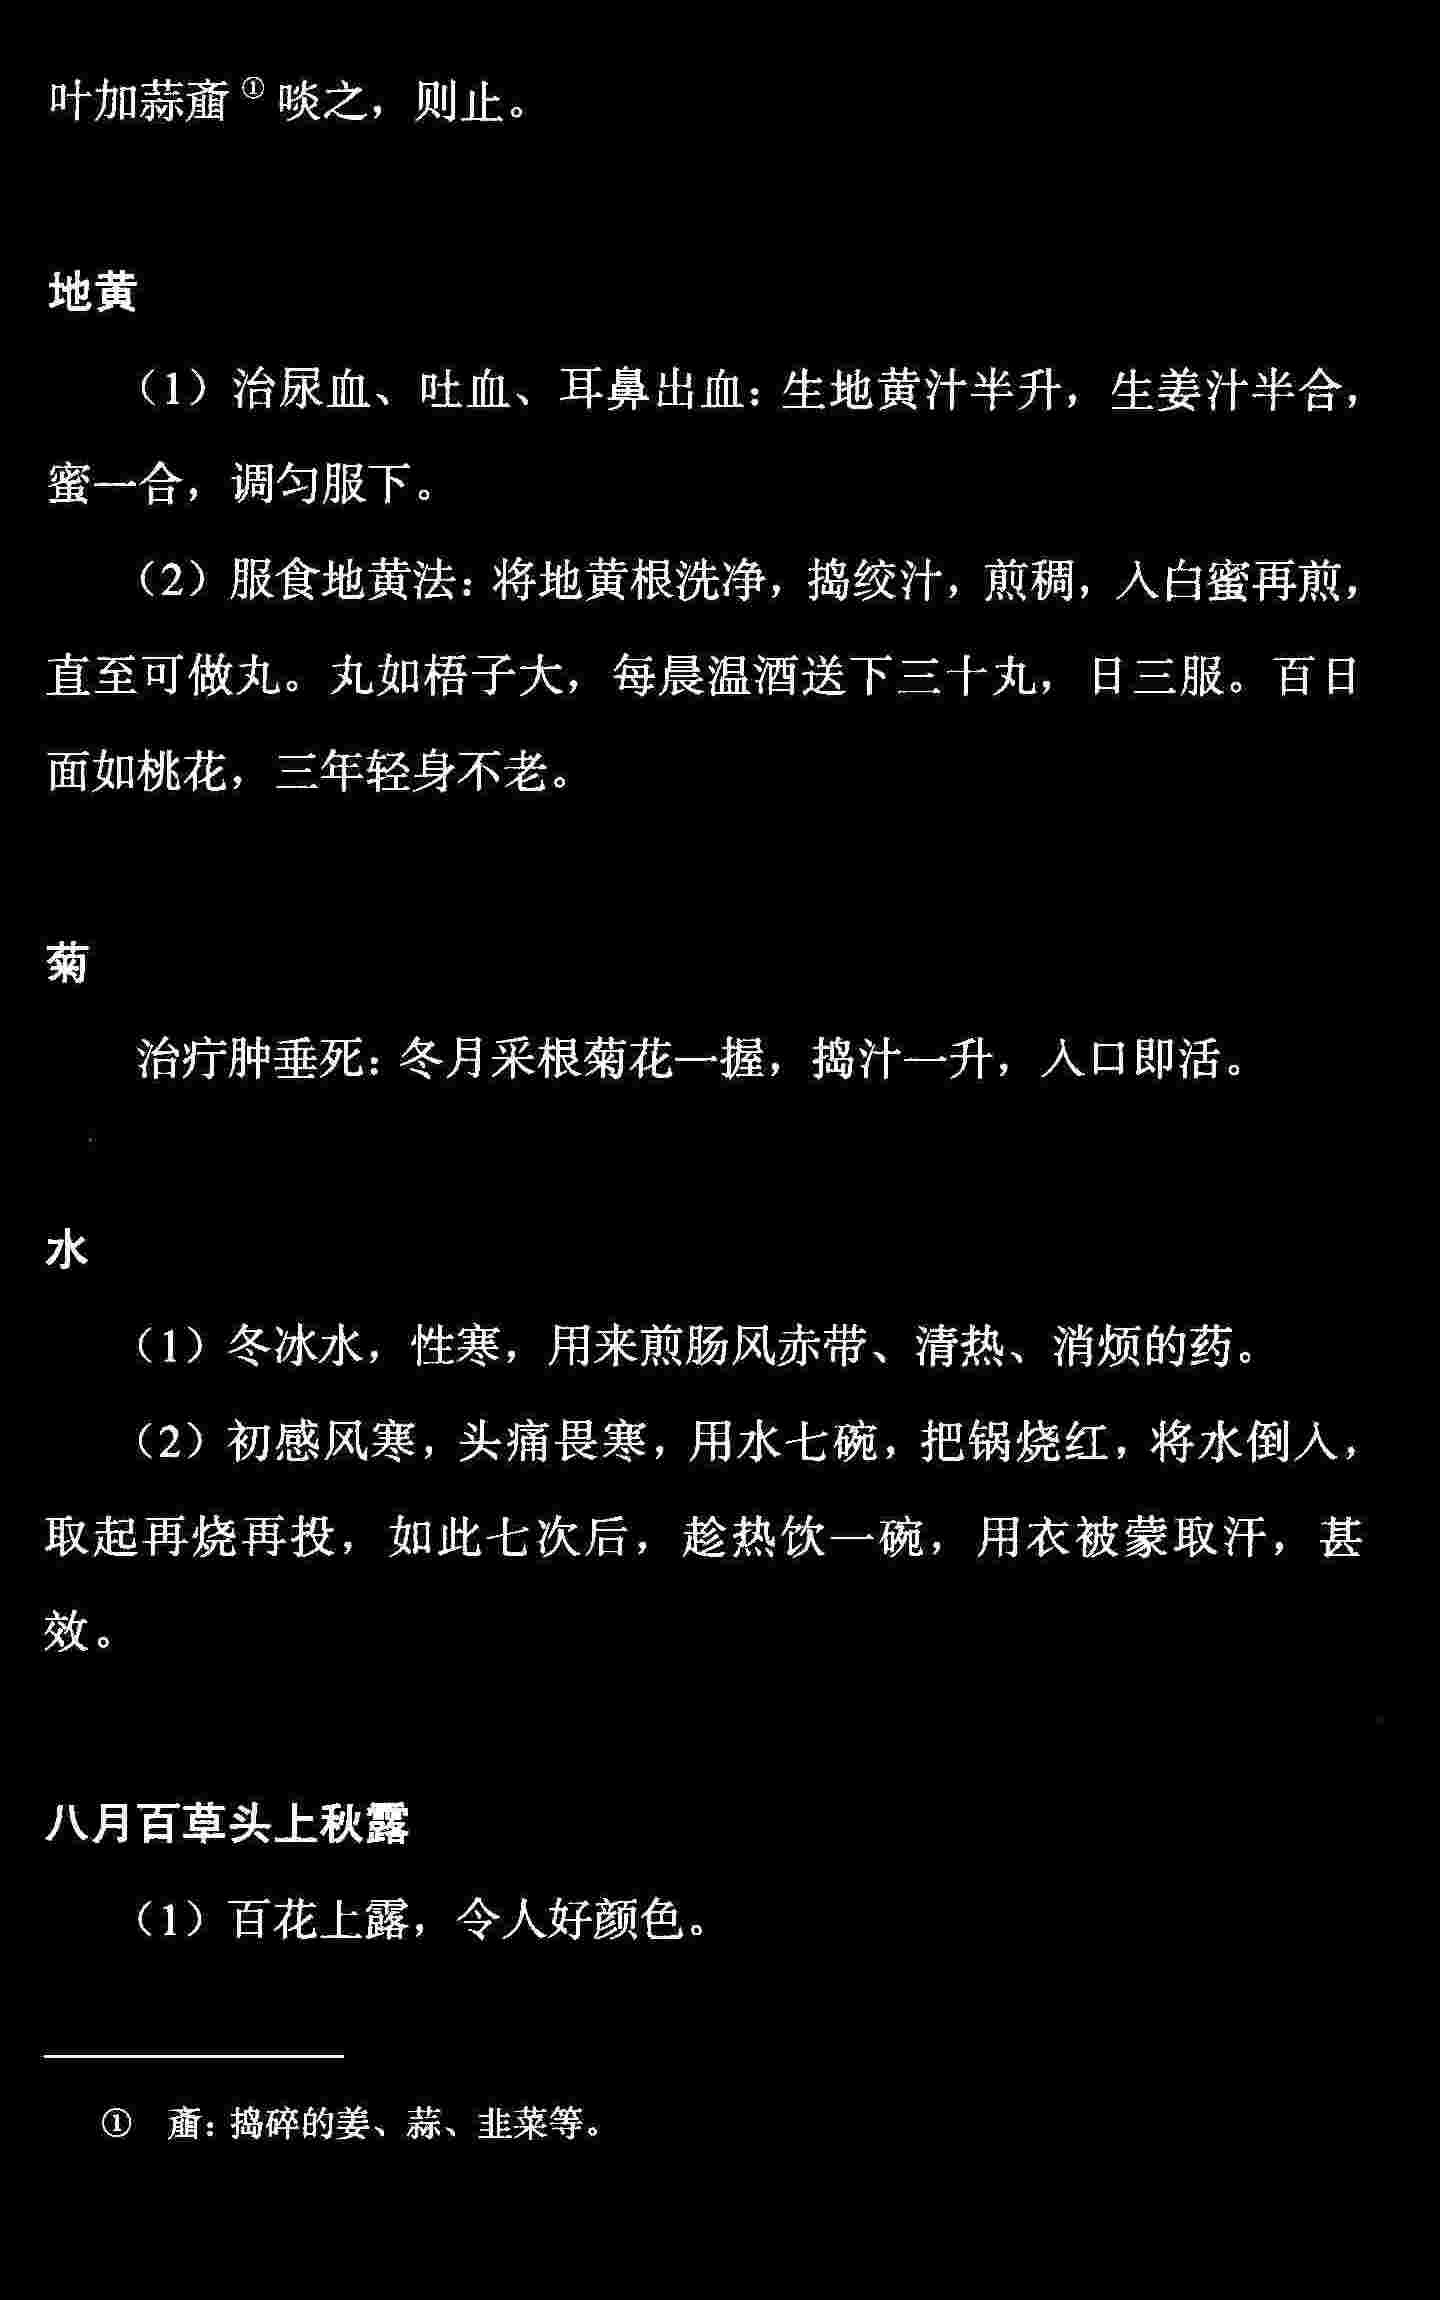 叶加蒜齑①啖之，则止。
地黄
（1）治尿血、吐血、耳鼻出血：生地黄汁半升，生姜汁半合，
蜜一合，调匀服下。
（2）服食地黄法：将地黄根洗净，捣绞汁，煎稠，入白蜜再煎，
直至可做丸。丸如梧子大，每晨温酒送下三十丸，日三服。百日
面如桃花，三年轻身不老。
菊
治疔肿垂死：冬月采根菊花一握，捣汁一升，入口即活。
水
（1）冬冰水，性寒，用来煎肠风赤带、清热、消烦的药。
（2）初感风寒，头痛畏寒，用水七碗，把锅烧红，将水倒入，
取起再烧再投，如此七次后，趁热饮一碗，用衣被蒙取汗，甚
效。
八月百草头上秋露
（1）百花上露，令人好颜色。
① 齑：捣碎的姜、蒜、韭菜等。